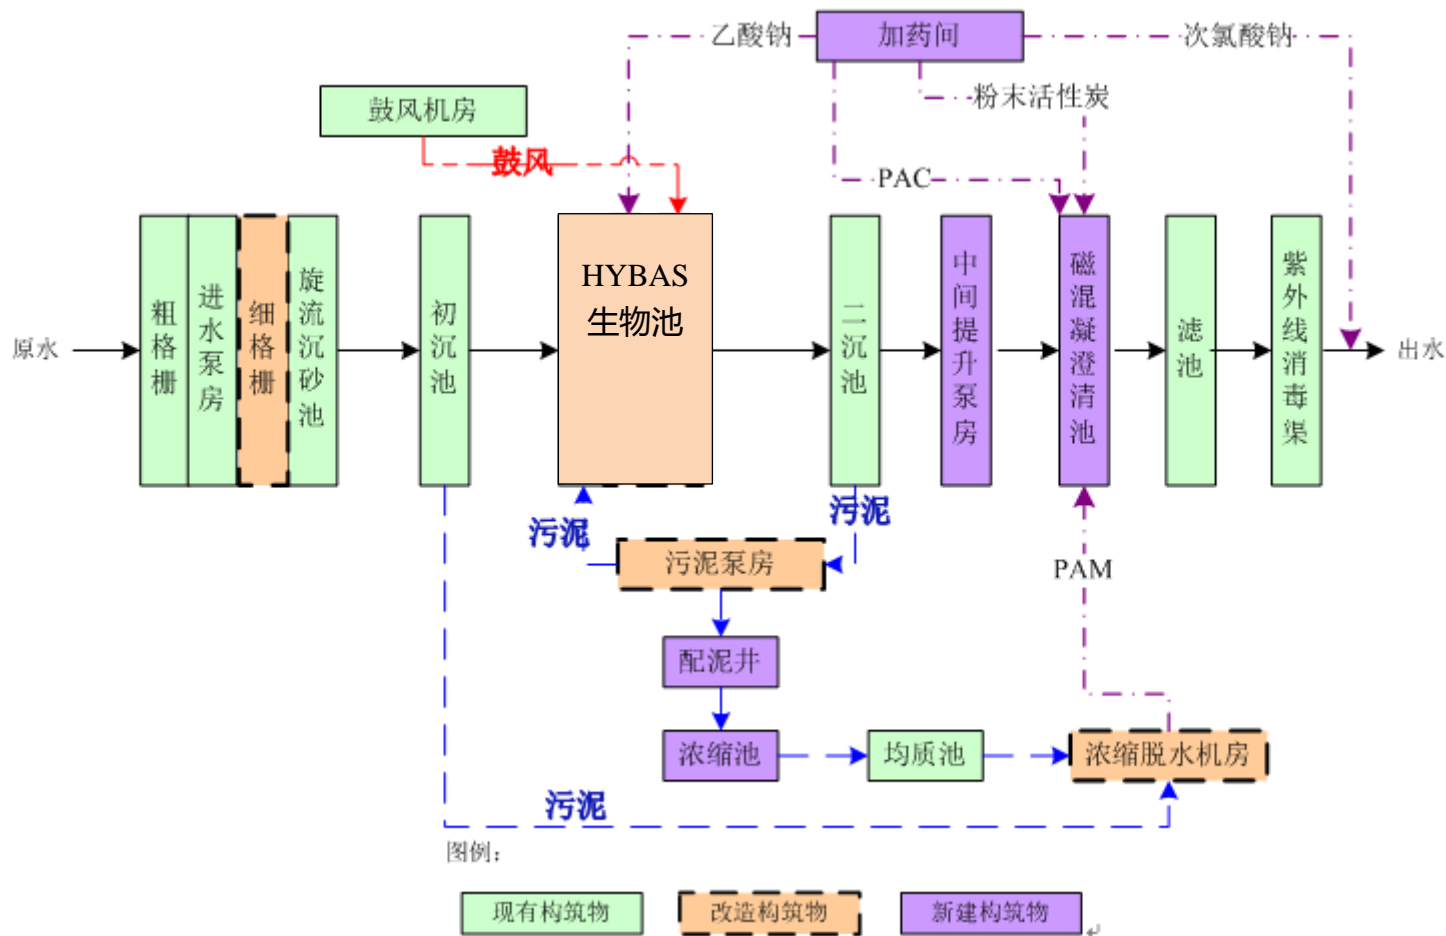 乙酸钠
加药间
次氯酸钠
鼓风机房
粉末活性炭
鼓风
PAC
原水
粗格栅
进水泵房
细格栅
旋流沉砂池
初沉池
HYBAS
生物池
二沉池
中间提升泵房
磁混凝澄清池
滤池
紫外线消毒渠
出水
污泥
污泥
污泥泵房
PAM
配泥井
浓缩池
均质池
浓缩脱水机房
污泥
图例：
现有构筑物
改造构筑物
新建构筑物